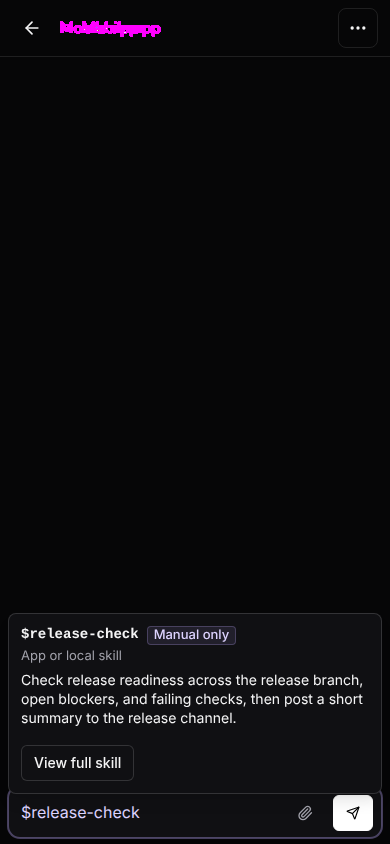 $release-check Manual only
App or local skill
Check release readiness across the release branch,
open blockers, and failing checks, then post a short
summary to the release channel.
View full skill
$release-check